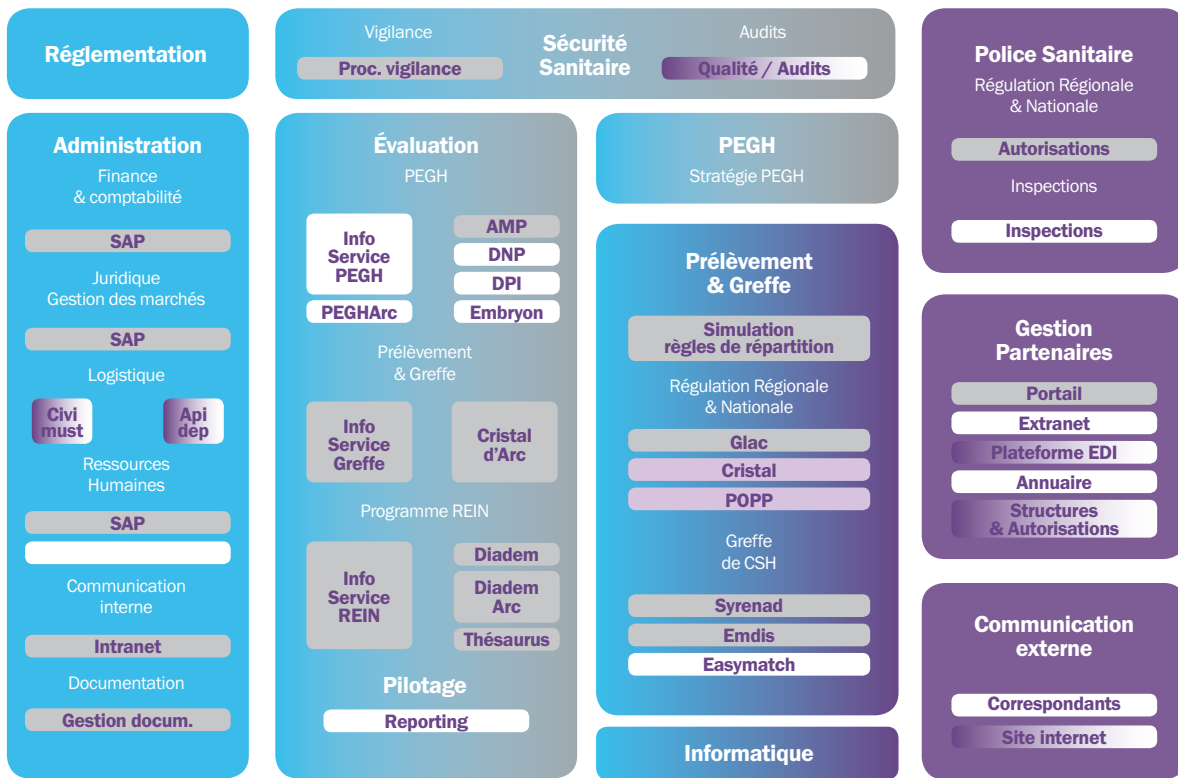 Réglementation
Vigilance
Proc. vigilance
Sécurité
Sanitaire
Audits
Qualité / Audits
Administration
Finance
& comptabilité
SAP
Juridique
Gestion des marchés
SAP
Logistique
Civi
must
Api
dep
Ressources
Humaines
SAP
Communication
interne
Intranet
Documentation
Gestion docum.
Évaluation
PEGH
Info
Service
PEGH
PEGHArc
AMP
DNP
DPI
Embryon
Prélèvement
& Greffe
Info
Service
Greffe
Cristal
d'Arc
Programme REIN
Info
Service
REIN
Diadem
Diadem
Arc
Thésaurus
Pilotage
Reporting
PEGH
Stratégie PEGH
Prélèvement
& Greffe
Simulation
règles de répartition
Régulation Régionale
& Nationale
Glac
Cristal
POPP
Greffe
de CSH
Syrenad
Emdis
Easymatch
Informatique
Police Sanitaire
Régulation Régionale
& Nationale
Autorisations
Inspections
Inspections
Gestion
Partenaires
Portail
Extranet
Plateforme EDI
Annuaire
Structures
& Autorisations
Communication
externe
Correspondants
Site internet